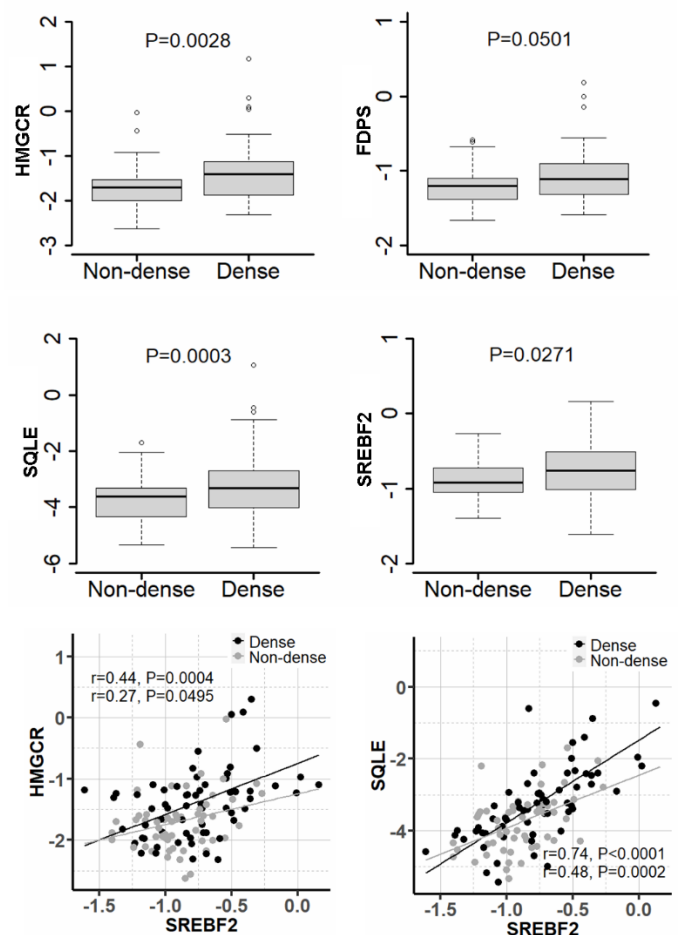 P=0.0028
HMGCR
2
1
0
-1
-2
-3
Non-dense Dense
P=0.0501
FDPS
1
0
-1
-2
Non-dense Dense
P=0.0003
SQLE
2
0
-2
-4
-6
Non-dense Dense
P=0.0271
SREBF2
1
0
-1
-2
Non-dense Dense
Dense
Non-dense
r=0.44, P=0.0004
r=0.27, P=0.0495
HMGCR
1
0
-1
-2
-1.5 -1.0 -0.5 0.0
SREBF2
Dense
Non-dense
SQLE
0
-2
-4
r=0.74, P<0.0001
r=0.48, P=0.0002
-1.5 -1.0 -0.5 0.0
SREBF2